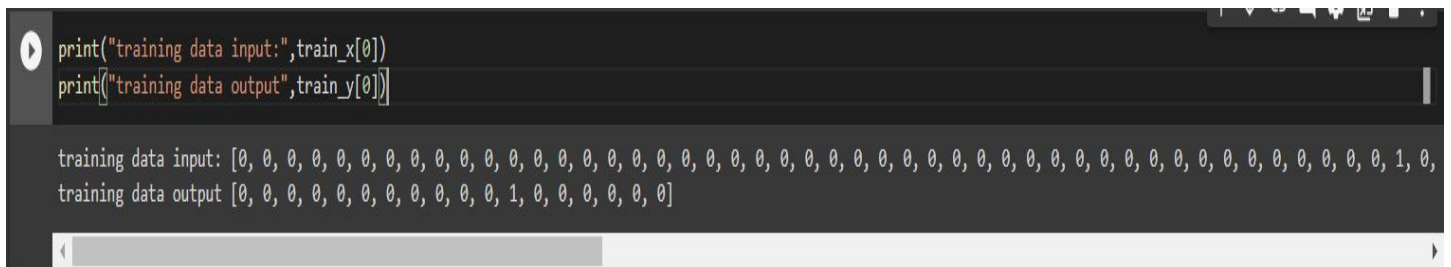 print("training data input:",train_x[0])
print("training data output",train_y[0])
training data input: [0, 0, 0, 0, 0, 0, 0, 0, 0, 0, 0, 0, 0, 0, 0, 0, 0, 0, 0, 0, 0, 0, 0, 0, 0, 0, 0, 0, 0, 0, 0, 0, 0, 0, 0, 0, 0, 0, 0, 0, 0, 0, 0, 0, 0, 0, 0, 1, 0,
training data output [0, 0, 0, 0, 0, 0, 0, 0, 0, 0, 0, 1, 0, 0, 0, 0, 0, 0]